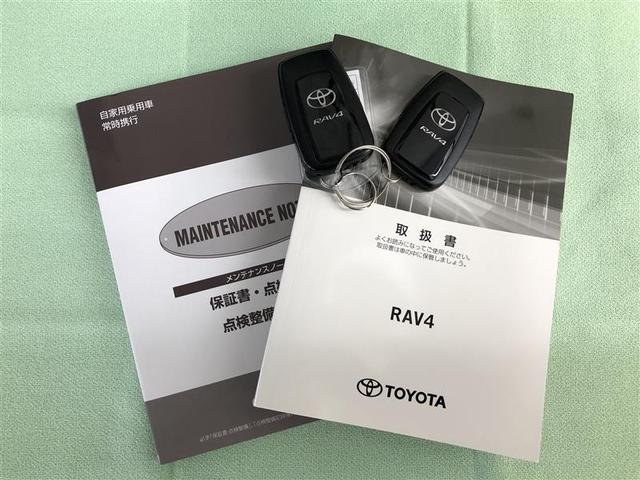 自家用乗用車
常時携行
MAINTENANCE NO
メンテナンスノー
保証書・点検
点検整備
RAV4
RAV4
取扱書
よくお読みになってご使用ください。
取扱書は車の中に保管しましょう。
RAV4
TOYOTA